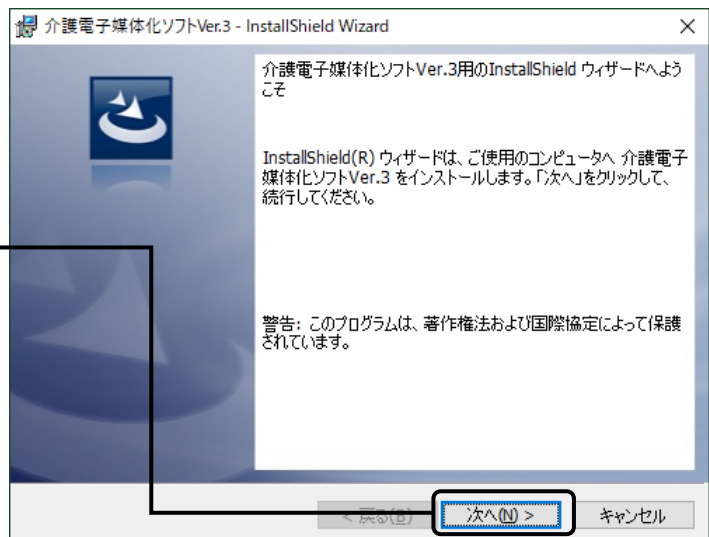 介護電子媒体化ソフトVer.3 - InstallShield Wizard
介護電子媒体化ソフトVer.3用のInstallShield ウィザードへよう
こそ
InstallShield(R) ウィザードは、ご使用のコンピュータへ 介護電子
媒体化ソフトVer.3 をインストールします。「次へ」をクリックして、
続行してください。
警告: このプログラムは、著作権法および国際協定によって保護
されています。
< 戻る(B) 次へ(N) > キャンセル